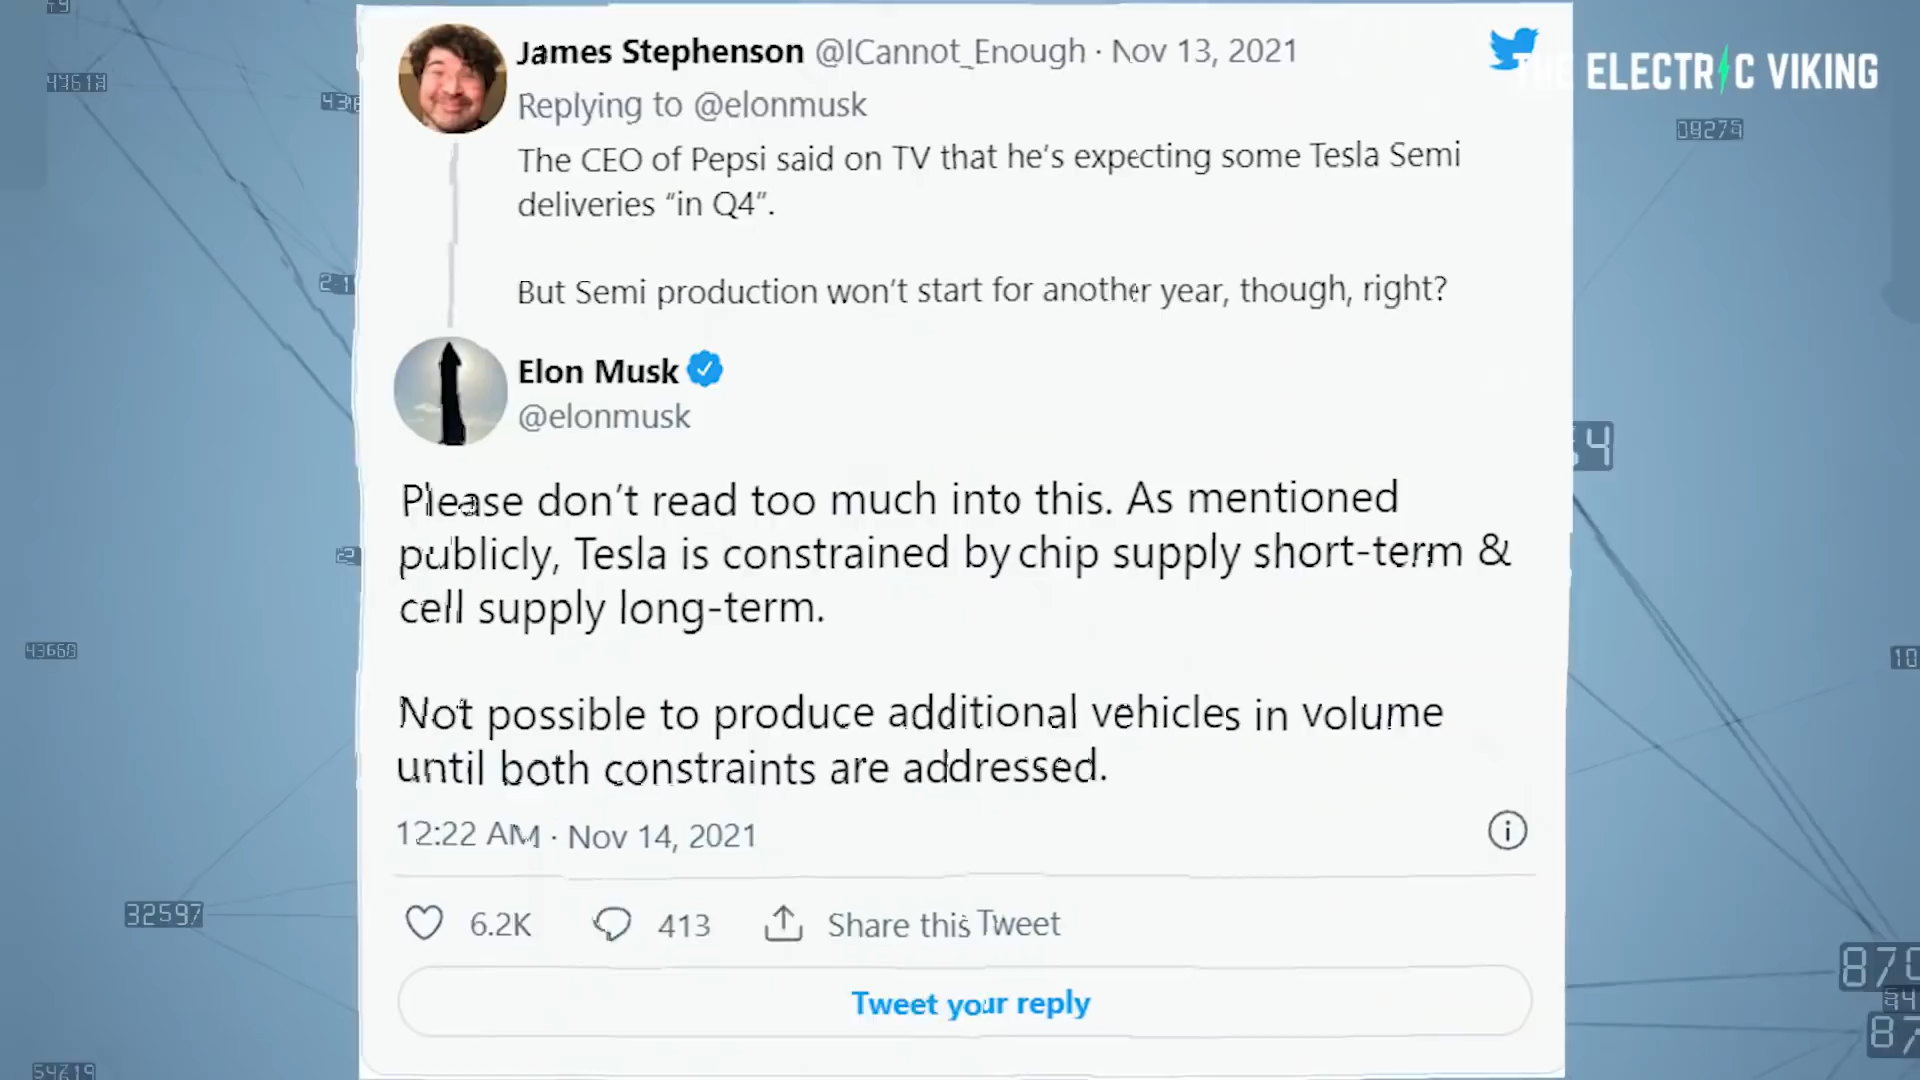 James Stephenson @ICannot_Enough · Nov 13, 2021
Replying to @elonmusk
The CEO of Pepsi said on TV that he's expecting some Tesla Semi
deliveries “in Q4”.
But Semi production won't start for another year, though, right?
Elon Musk
@elonmusk
Please don't read too much into this. As mentioned
publicly, Tesla is constrained by chip supply short-term &
cell supply long-term.
Not possible to produce additional vehicles in volume
until both constraints are addressed.
12:22 AM · Nov 14, 2021
6.2K 413 Share this Tweet
Tweet your reply
THE ELECTRIC VIKING
32597
43660